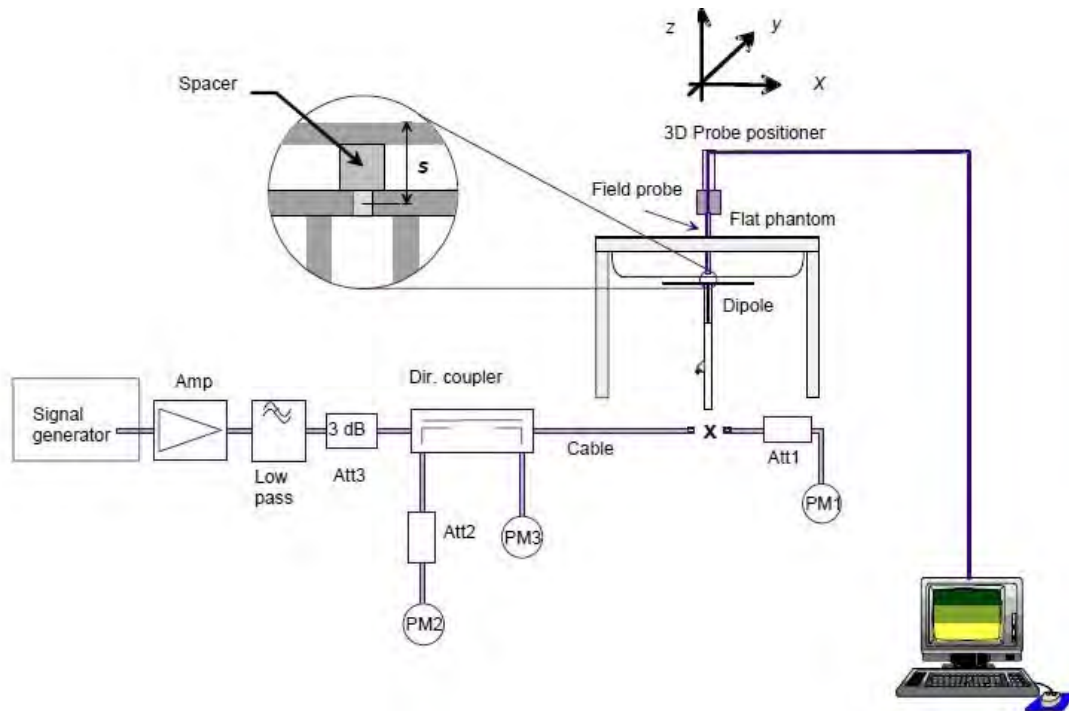 z
y
x
Spacer
s
3D Probe positioner
Field probe
Flat phantom
Dipole
Dir. coupler
Amp
Signal
generator
3 dB
Cable
x
Att1
Low
pass
Att3
Att2
PM3
PM1
PM2